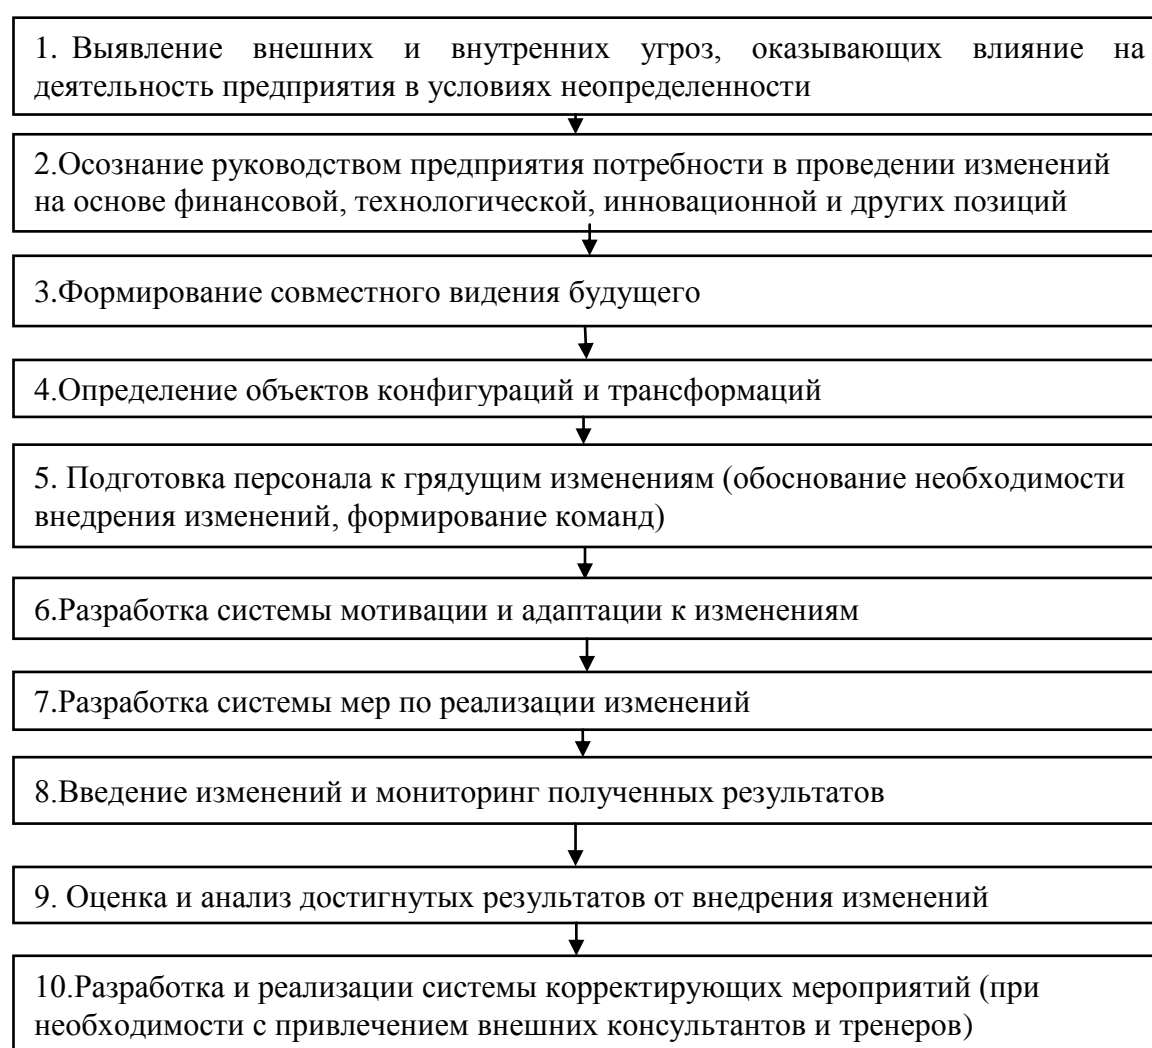 1. Выявление внешних и внутренних угроз, оказывающих влияние на
деятельность предприятия в условиях неопределенности
2.Осознание руководством предприятия потребности в проведении изменений
на основе финансовой, технологической, инновационной и других позиций
3.Формирование совместного видения будущего
4.Определение объектов конфигураций и трансформаций
5. Подготовка персонала к грядущим изменениям (обоснование необходимости
внедрения изменений, формирование команд)
6.Разработка системы мотивации и адаптации к изменениям
7.Разработка системы мер по реализации изменений
8.Введение изменений и мониторинг полученных результатов
9. Оценка и анализ достигнутых результатов от внедрения изменений
10.Разработка и реализации системы корректирующих мероприятий (при
необходимости с привлечением внешних консультантов и тренеров)